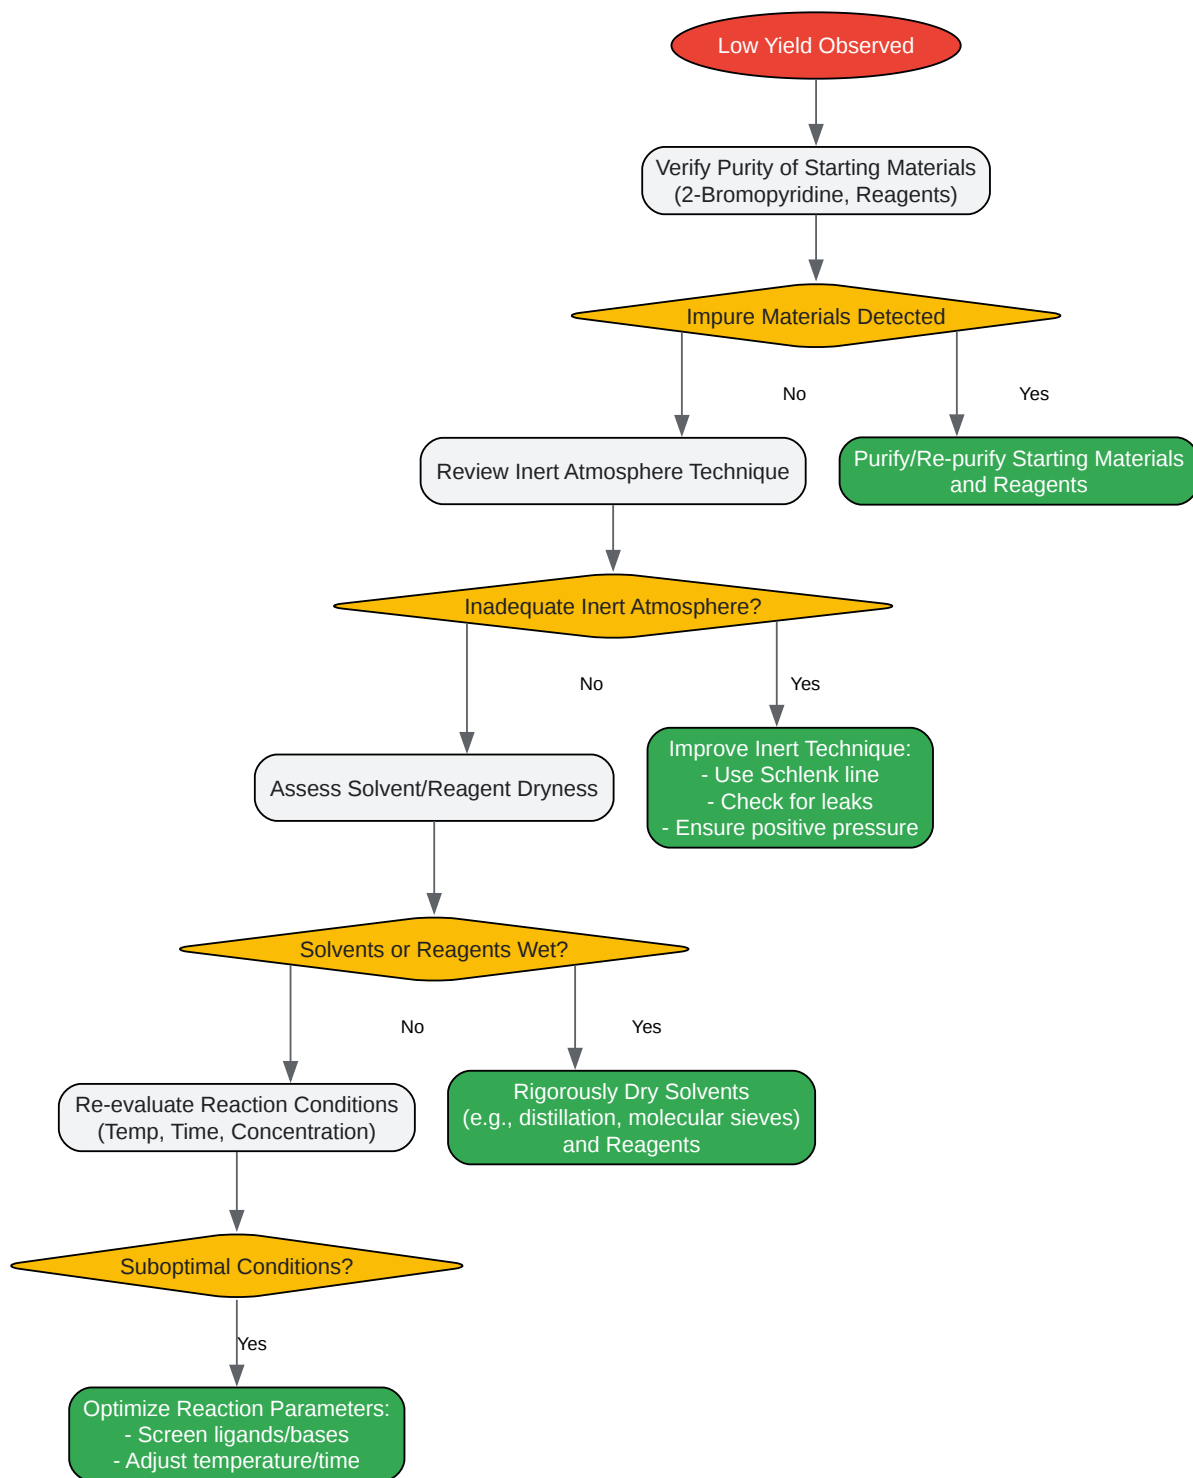 Low Yield Observed
Verify Purity of Starting Materials
(2-Bromopyridine, Reagents)
Impure Materials Detected
No
Yes
Review Inert Atmosphere Technique
Purify/Re-purify Starting Materials
and Reagents
Inadequate Inert Atmosphere?
No
Yes
Assess Solvent/Reagent Dryness
Improve Inert Technique:
- Use Schlenk line
- Check for leaks
- Ensure positive pressure
Solvents or Reagents Wet?
No
Yes
Re-evaluate Reaction Conditions
(Temp, Time, Concentration)
Rigorously Dry Solvents
(e.g., distillation, molecular sieves)
and Reagents
Suboptimal Conditions?
Yes
Optimize Reaction Parameters:
- Screen ligands/bases
- Adjust temperature/time